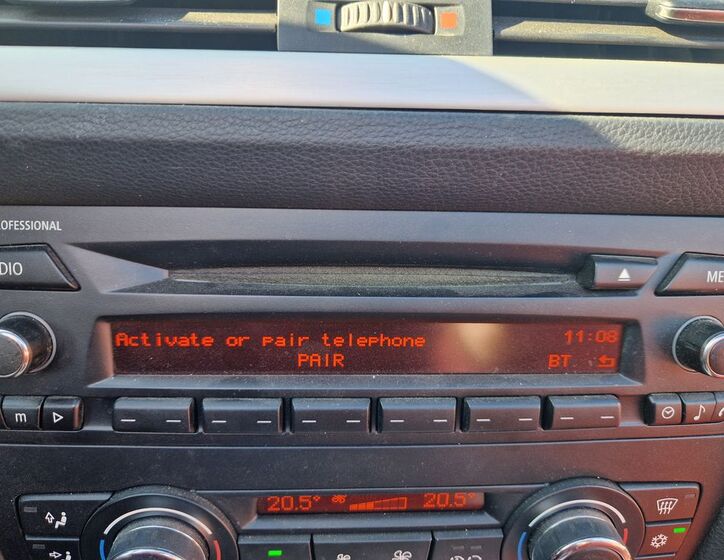 OFESSIONAL
DIO
ME
Activate or pair telephone 11:08
PAIR BT
m
20.5° 20.5°